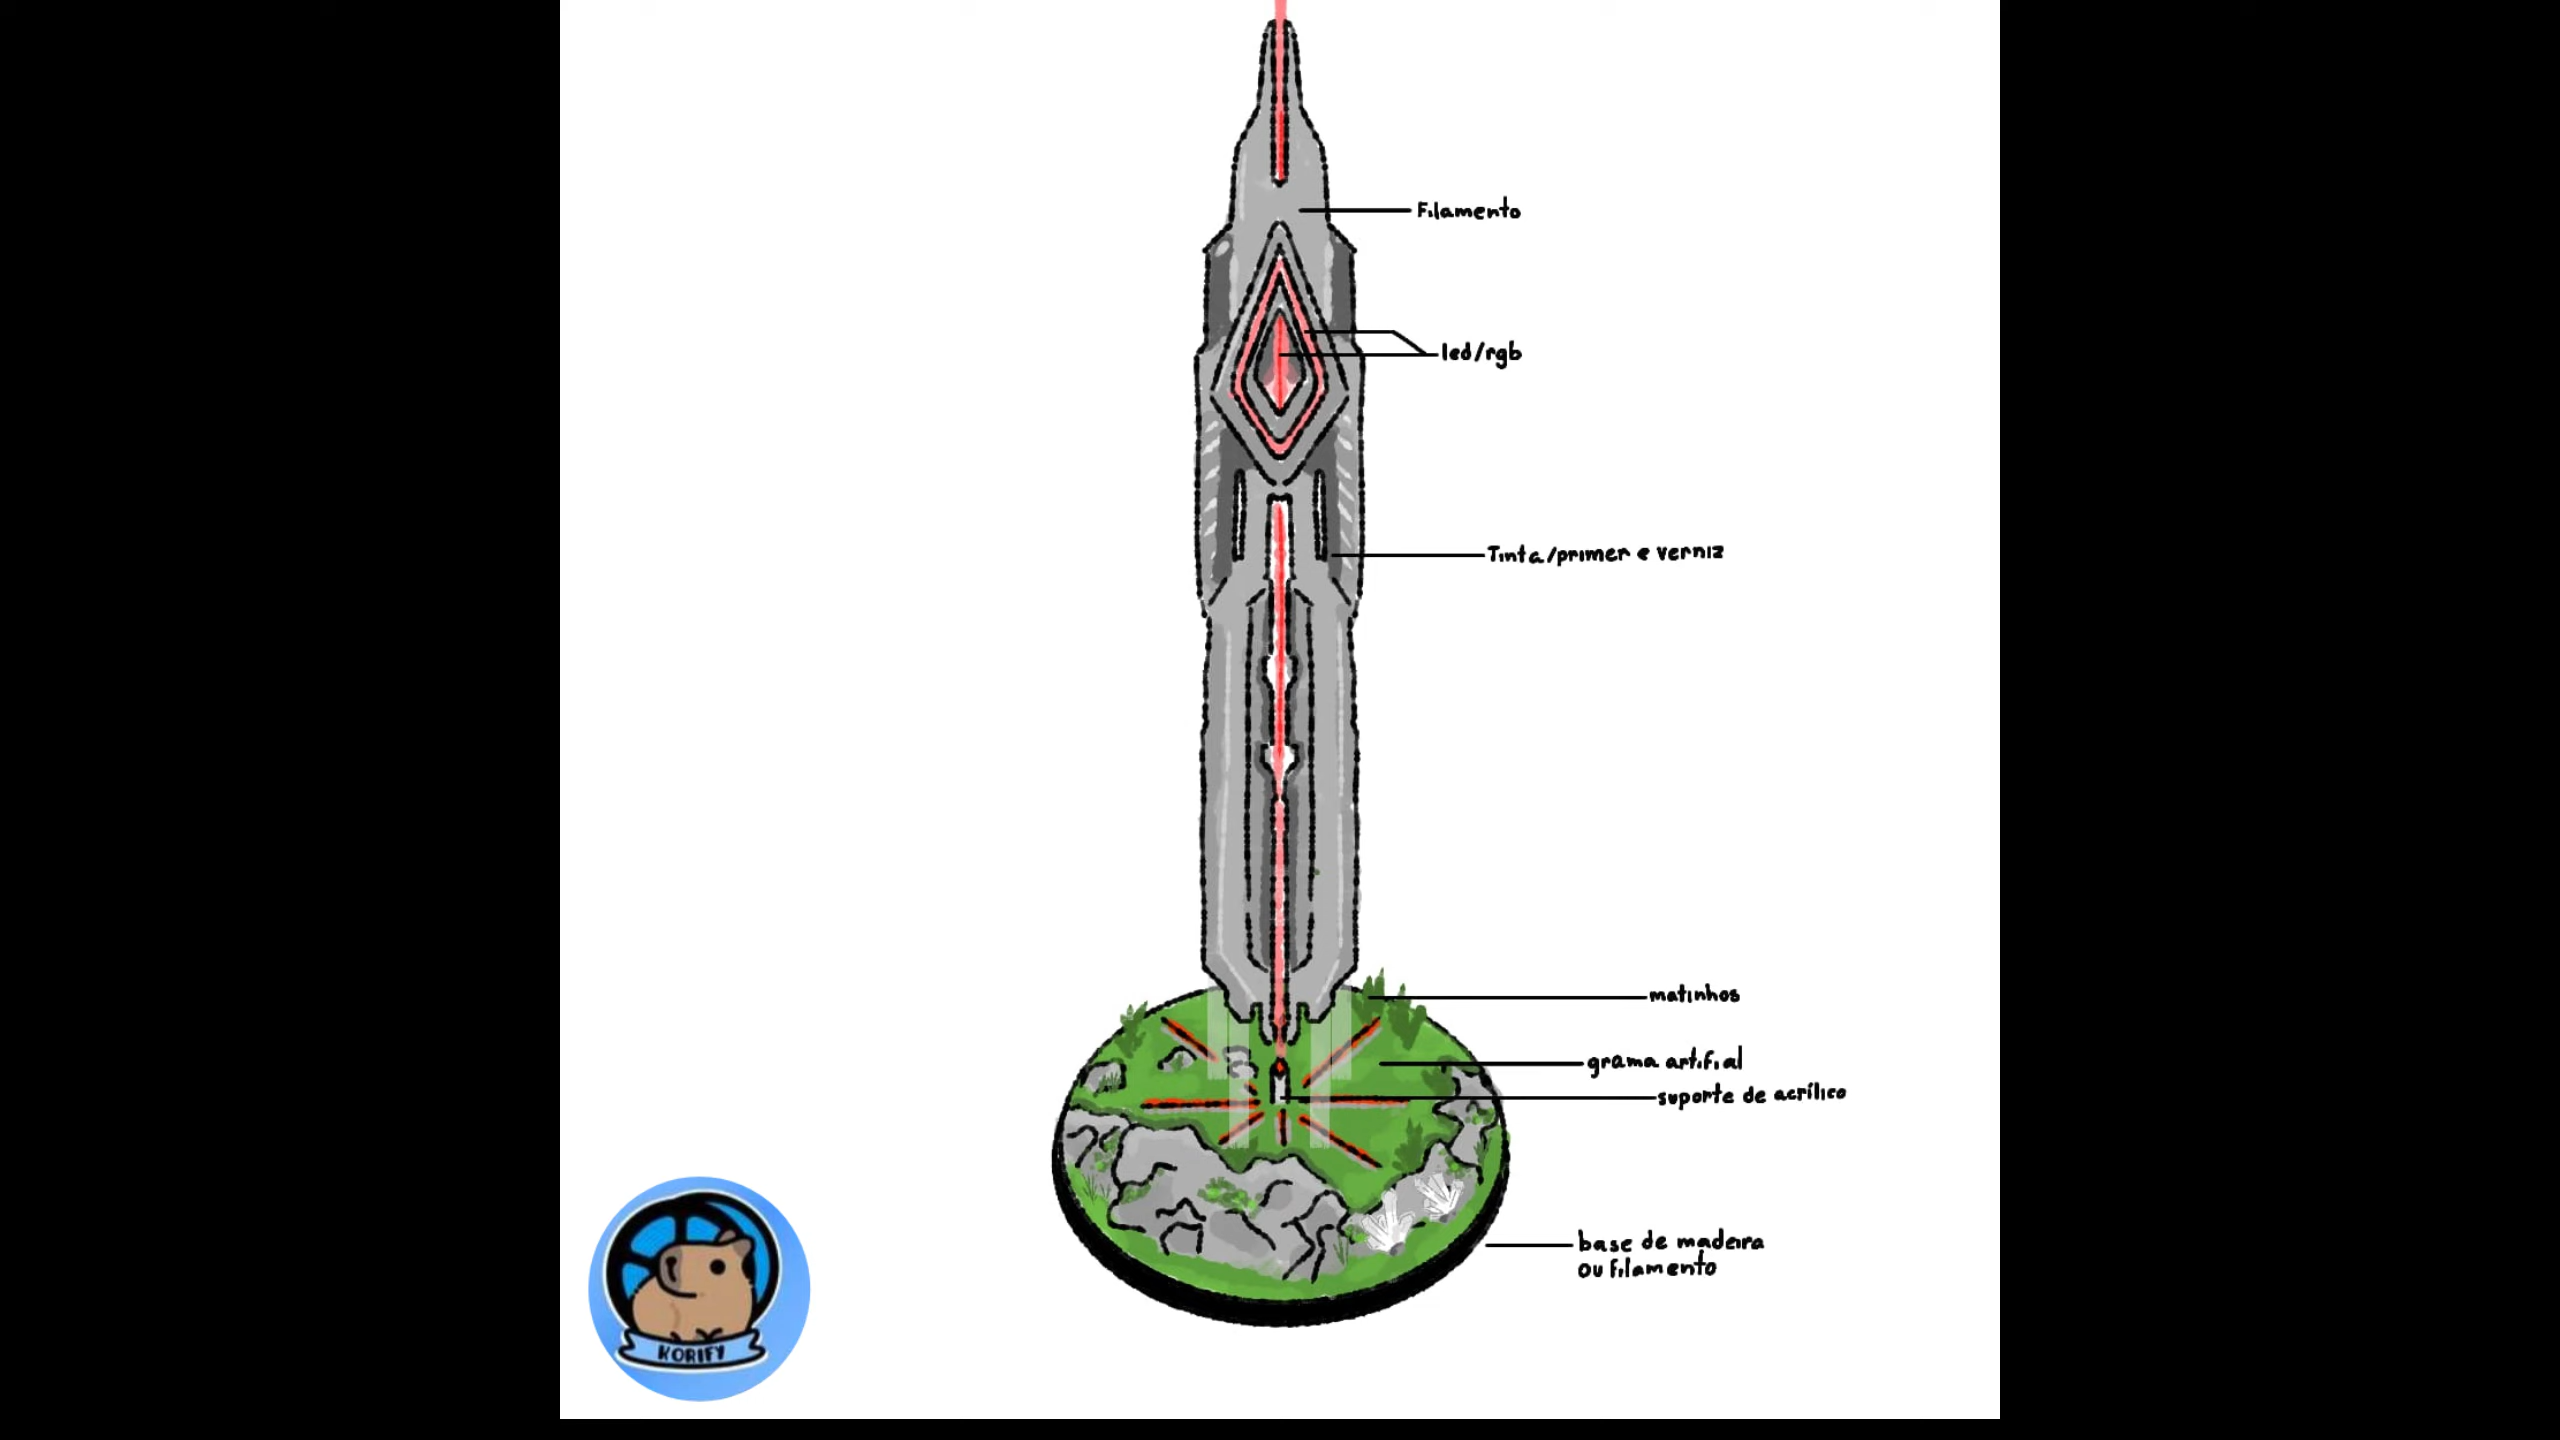 Filamento
led/rgb
Tinta/primer e verniz
matinhos
grama artifial
suporte de acrílico
base de madeira
ou filamento
KORIFY